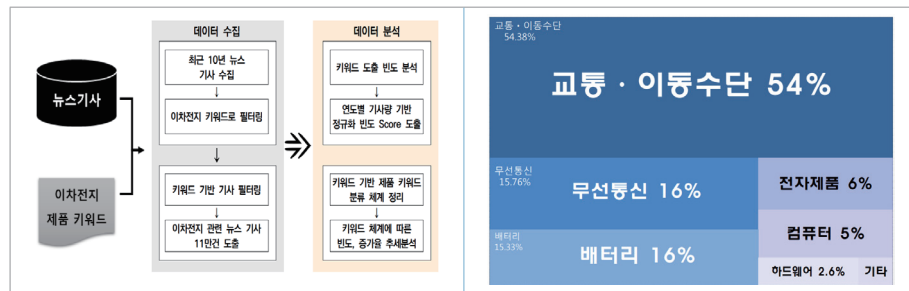 뉴스기사
이차전지
제품 키워드
데이터 수집
최근 10년 뉴스
기사 수집
이차전지 키워드로 필터링
키워드 기반 기사 필터링
이차전지 관련 뉴스 기사
11만건 도출
데이터 분석
키워드 도출 빈도 분석
연도별 기사량 기반
정규화 빈도 Score 도출
키워드 기반 제품 키워드
분류 체계 정리
키워드 체계에 따른
빈도, 증가율 추세분석
교통·이동수단
54.38%
교통 · 이동수단 54%
무선통신
15.76%
무선통신 16%
배터리
15.33%
배터리 16%
전자제품 6%
컴퓨터 5%
하드웨어 2.6%
기타